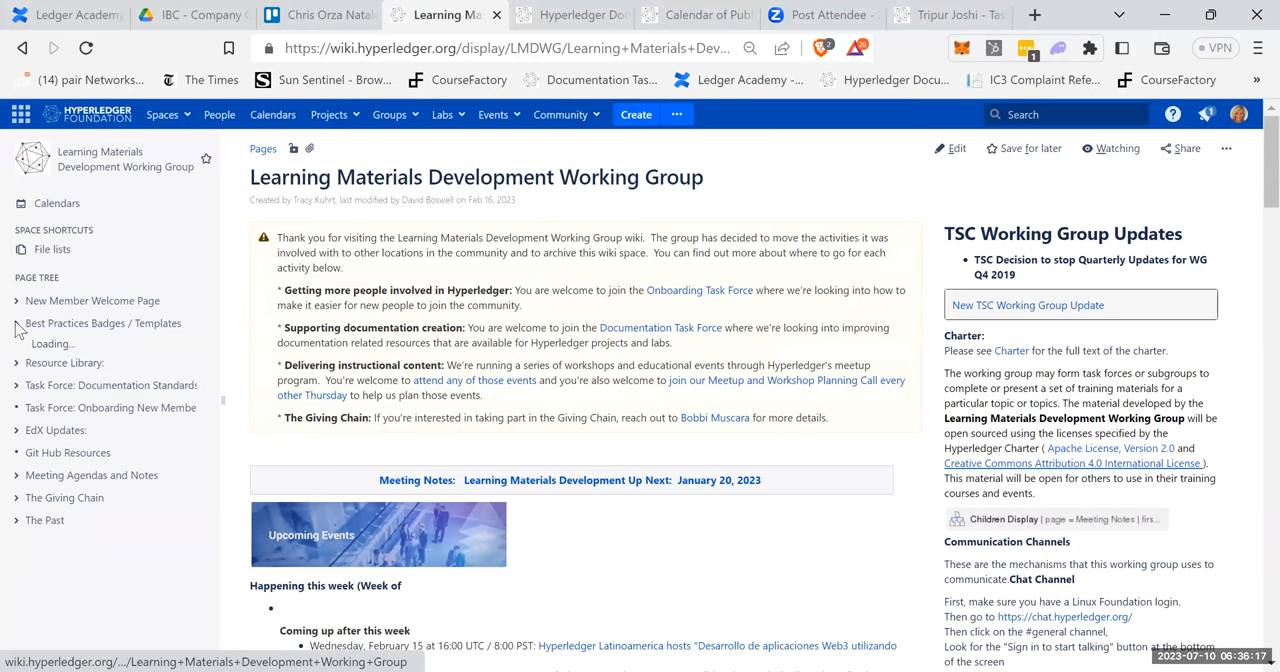 Ledger Academy
IBC - Company C
Chris Orza Natal
Learning Ma
Hyperledger Do
Calendar of Pub
Post Attendee -
Tripur Joshi - Tas
https://wiki.hyperledger.org/display/LMDWG/Learning+Materials+Dev...
2
26
1
VPN
(14) pair Networks...
The Times
Sun Sentinel - Brow...
CourseFactory
Documentation Tas...
Ledger Academy -...
Hyperledger Docu...
IC3 Complaint Refe...
CourseFactory
»
HYPERLEDGER
FOUNDATION
Spaces
People
Calendars
Projects
Groups
Labs
Events
Community
Create
Search
1
Learning Materials
Development Working Group
Calendars
SPACE SHORTCUTS
File lists
PAGE TREE
New Member Welcome Page
Best Practices Badges / Templates
Loading...
Resource Library:
Task Force: Documentation Standards
Task Force: Onboarding New Membe
EdX Updates:
Git Hub Resources
Meeting Agendas and Notes
The Giving Chain
The Past
Pages
Edit
Save for later
Watching
Share
Learning Materials Development Working Group
Created by Tracy Kuhrt, last modified by David Boswell on Feb 16, 2023
Thank you for visiting the Learning Materials Development Working Group wiki. The group has decided to move the activities it was
involved with to other locations in the community and to archive this wiki space. You can find out more about where to go for each
activity below.
* Getting more people involved in Hyperledger: You are welcome to join the Onboarding Task Force where we're looking into how to
make it easier for new people to join the community.
* Supporting documentation creation: You are welcome to join the Documentation Task Force where we're looking into improving
documentation related resources that are available for Hyperledger projects and labs.
* Delivering instructional content: We're running a series of workshops and educational events through Hyperledger's meetup
program. You're welcome to attend any of those events and you're also welcome to join our Meetup and Workshop Planning Call every
other Thursday to help us plan those events.
* The Giving Chain: If you're interested in taking part in the Giving Chain, reach out to Bobbi Muscara for more details.
Meeting Notes: Learning Materials Development Up Next: January 20, 2023
Upcoming Events
Happening this week (Week of
Coming up after this week
Wednesday, February 15 at 16:00 UTC / 8:00 PST: Hyperledger Latinoamerica hosts "Desarrollo de aplicaciones Web3 utilizando
TSC Working Group Updates
TSC Decision to stop Quarterly Updates for WG
Q4 2019
New TSC Working Group Update
Charter:
Please see Charter for the full text of the charter.
The working group may form task forces or subgroups to
complete or present a set of training materials for a
particular topic or topics. The material developed by the
Learning Materials Development Working Group will be
open sourced using the licenses specified by the
Hyperledger Charter ( Apache License, Version 2.0 and
Creative Commons Attribution 4.0 International License ).
This material will be open for others to use in their training
courses and events.
Children Display | page = Meeting Notes | firs...
Communication Channels
These are the mechanisms that this working group uses to
communicate.Chat Channel
First, make sure you have a Linux Foundation login.
Then go to https://chat.hyperledger.org/
Then click on the #general channel,
Look for the "Sign in to start talking" button at the bottom
of the screen
wiki.hyperledger.org/.../Learning+Materials+Development+Working+Group
2023-07-10 06:36:17